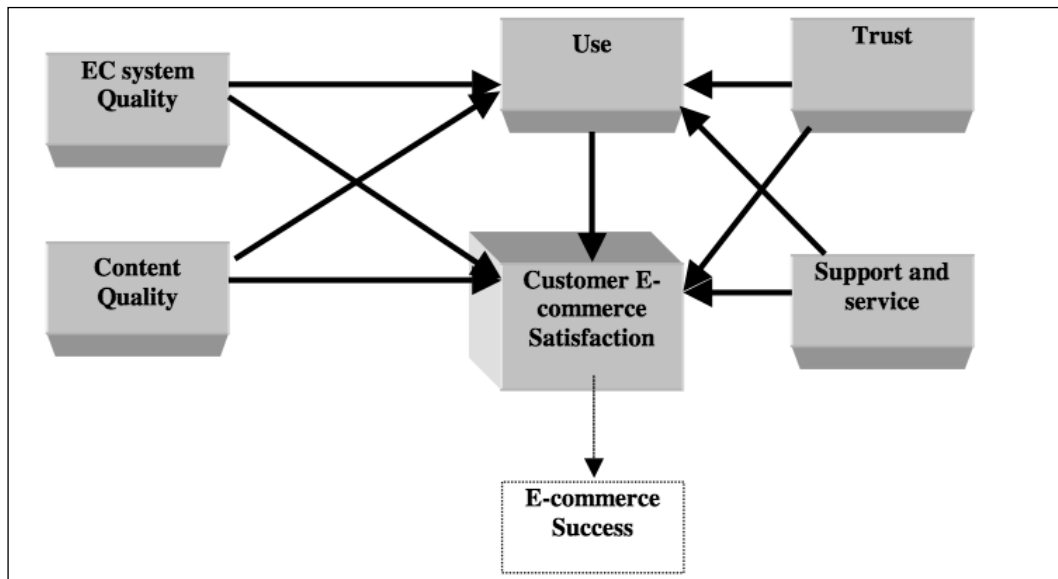 EC system
Quality
Use
Trust
Content
Quality
Customer E-
commerce
Satisfaction
Support and
service
E-commerce
Success